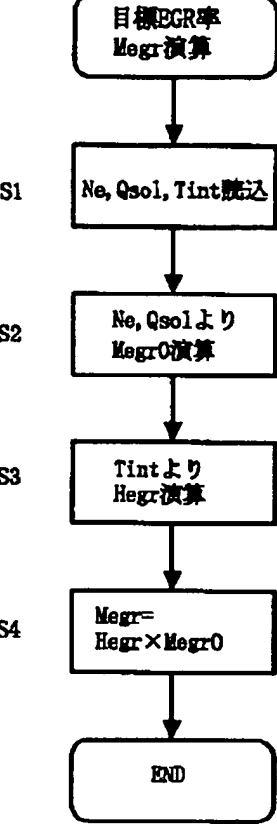 目標EGR率
Megr演算
S1
Ne,Qsol,Tint読込
S2
Ne,Qsolより
Megr0演算
S3
Tintより
Hegr演算
S4
Megr=
Hegr×Megr0
END